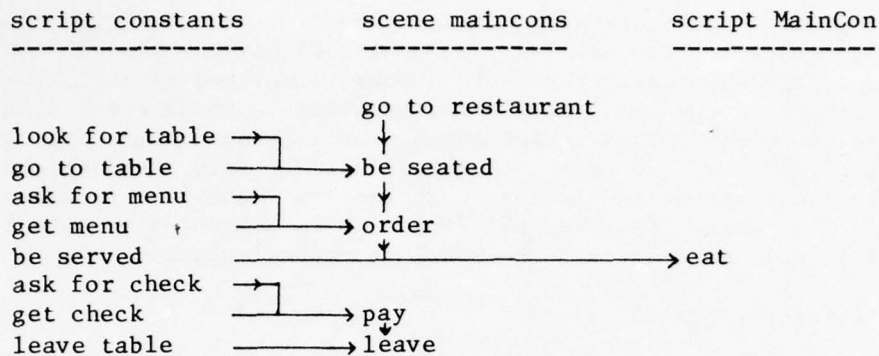 script constants scene maincons script MainCon
go to restaurant
look for table
go to table be seated
ask for menu
get menu order
be served eat
ask for check
get check pay
leave table leave